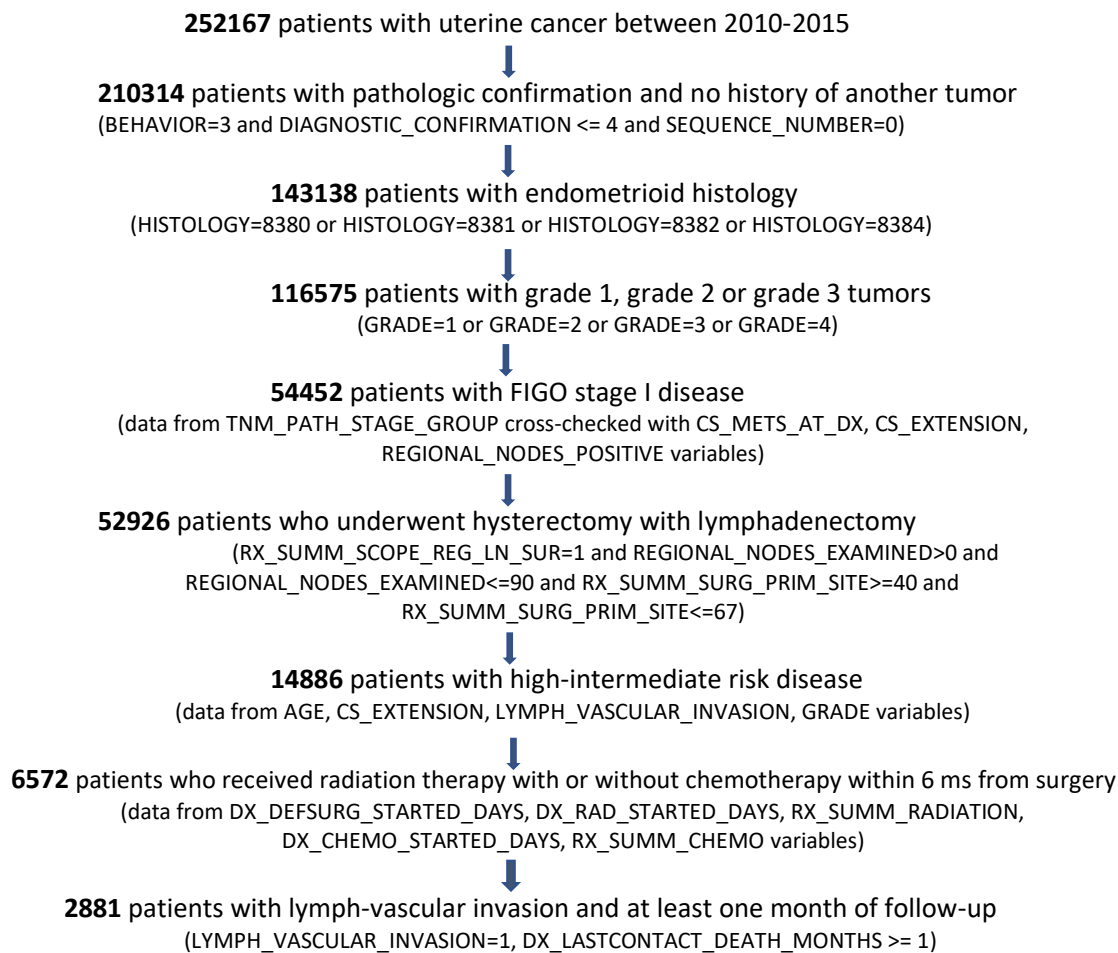 252167 patients with uterine cancer between 2010-2015
210314 patients with pathologic confirmation and no history of another tumor
(BEHAVIOR=3 and DIAGNOSTIC_CONFIRMATION <= 4 and SEQUENCE_NUMBER=0)
143138 patients with endometrioid histology
(HISTOLOGY=8380 or HISTOLOGY=8381 or HISTOLOGY=8382 or HISTOLOGY=8384)
116575 patients with grade 1, grade 2 or grade 3 tumors
(GRADE=1 or GRADE=2 or GRADE=3 or GRADE=4)
54452 patients with FIGO stage I disease
(data from TNM_PATH_STAGE_GROUP cross-checked with CS_METS_AT_DX, CS_EXTENSION,
REGIONAL_NODES_POSITIVE variables)
52926 patients who underwent hysterectomy with lymphadenectomy
(RX_SUMM_SCOPE_REG_LN_SUR=1 and REGIONAL_NODES_EXAMINED>0 and
REGIONAL_NODES_EXAMINED<=90 and RX_SUMM_SURG_PRIM_SITE>=40 and
RX_SUMM_SURG_PRIM_SITE<=67)
14886 patients with high-intermediate risk disease
(data from AGE, CS_EXTENSION, LYMPH_VASCULAR_INVASION, GRADE variables)
6572 patients who received radiation therapy with or without chemotherapy within 6 ms from surgery
(data from DX_DEFSURG_STARTED_DAYS, DX_RAD_STARTED_DAYS, RX_SUMM_RADIATION,
DX_CHEMO_STARTED_DAYS, RX_SUMM_CHEMO variables)
2881 patients with lymph-vascular invasion and at least one month of follow-up
(LYMPH_VASCULAR_INVASION=1, DX_LASTCONTACT_DEATH_MONTHS >= 1)